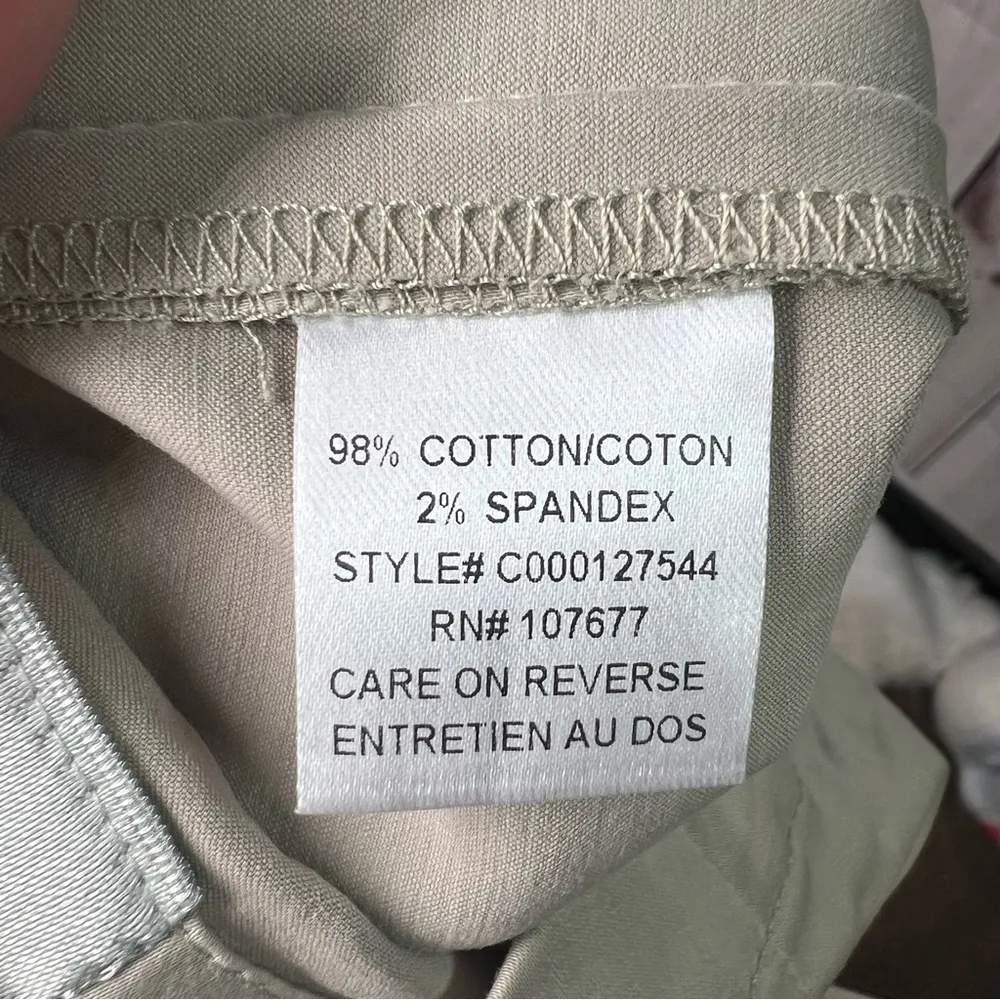 98% COTTON/COTON
2% SPANDEX
STYLE# C000127544
RN# 107677
CARE ON REVERSE
ENTRETIEN AU DOS